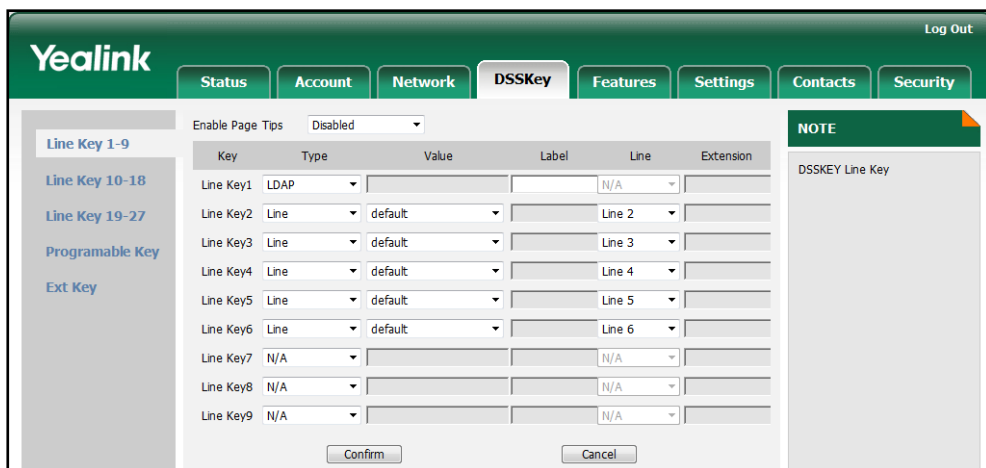 Log Out
Yealink
Status Account Network DSSKey Features Settings Contacts Security
Line Key 1-9
Line Key 10-18
Line Key 19-27
Programable Key
Ext Key
Enable Page Tips Disabled
Key Type Value Label Line Extension
Line Key1 LDAP N/A
Line Key2 Line default Line 2
Line Key3 Line default Line 3
Line Key4 Line default Line 4
Line Key5 Line default Line 5
Line Key6 Line default Line 6
Line Key7 N/A N/A
Line Key8 N/A N/A
Line Key9 N/A N/A
Confirm Cancel
NOTE
DSSKEY Line Key